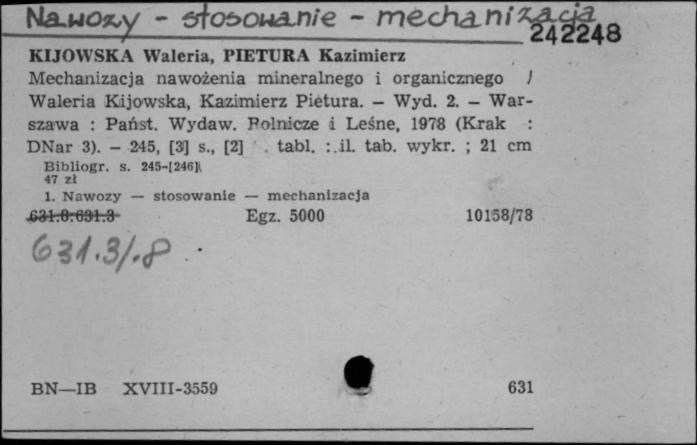 Nawozy - stosowanie - mechanizacja
242248
KIJOWSKA Waleria, PIETURA Kazimierz
Mechanizacja nawożenia mineralnego i organicznego /
Waleria Kijowska, Kazimierz Pietura. — Wyd. 2. — War-
szawa : Państ. Wydaw. Rolnicze i Leśne, 1978 (Krak :
DNar 3). — 245, [3] s., [2] tabl. : il. tab. wykr. ; 21 cm
Bibliogr. s. 245-[246]
47 zł
1. Nawozy — stosowanie — mechanizacja
631.8:631.3 Egz. 5000 10158/78
631.3/.8
BN—IB XVIII-3559 631